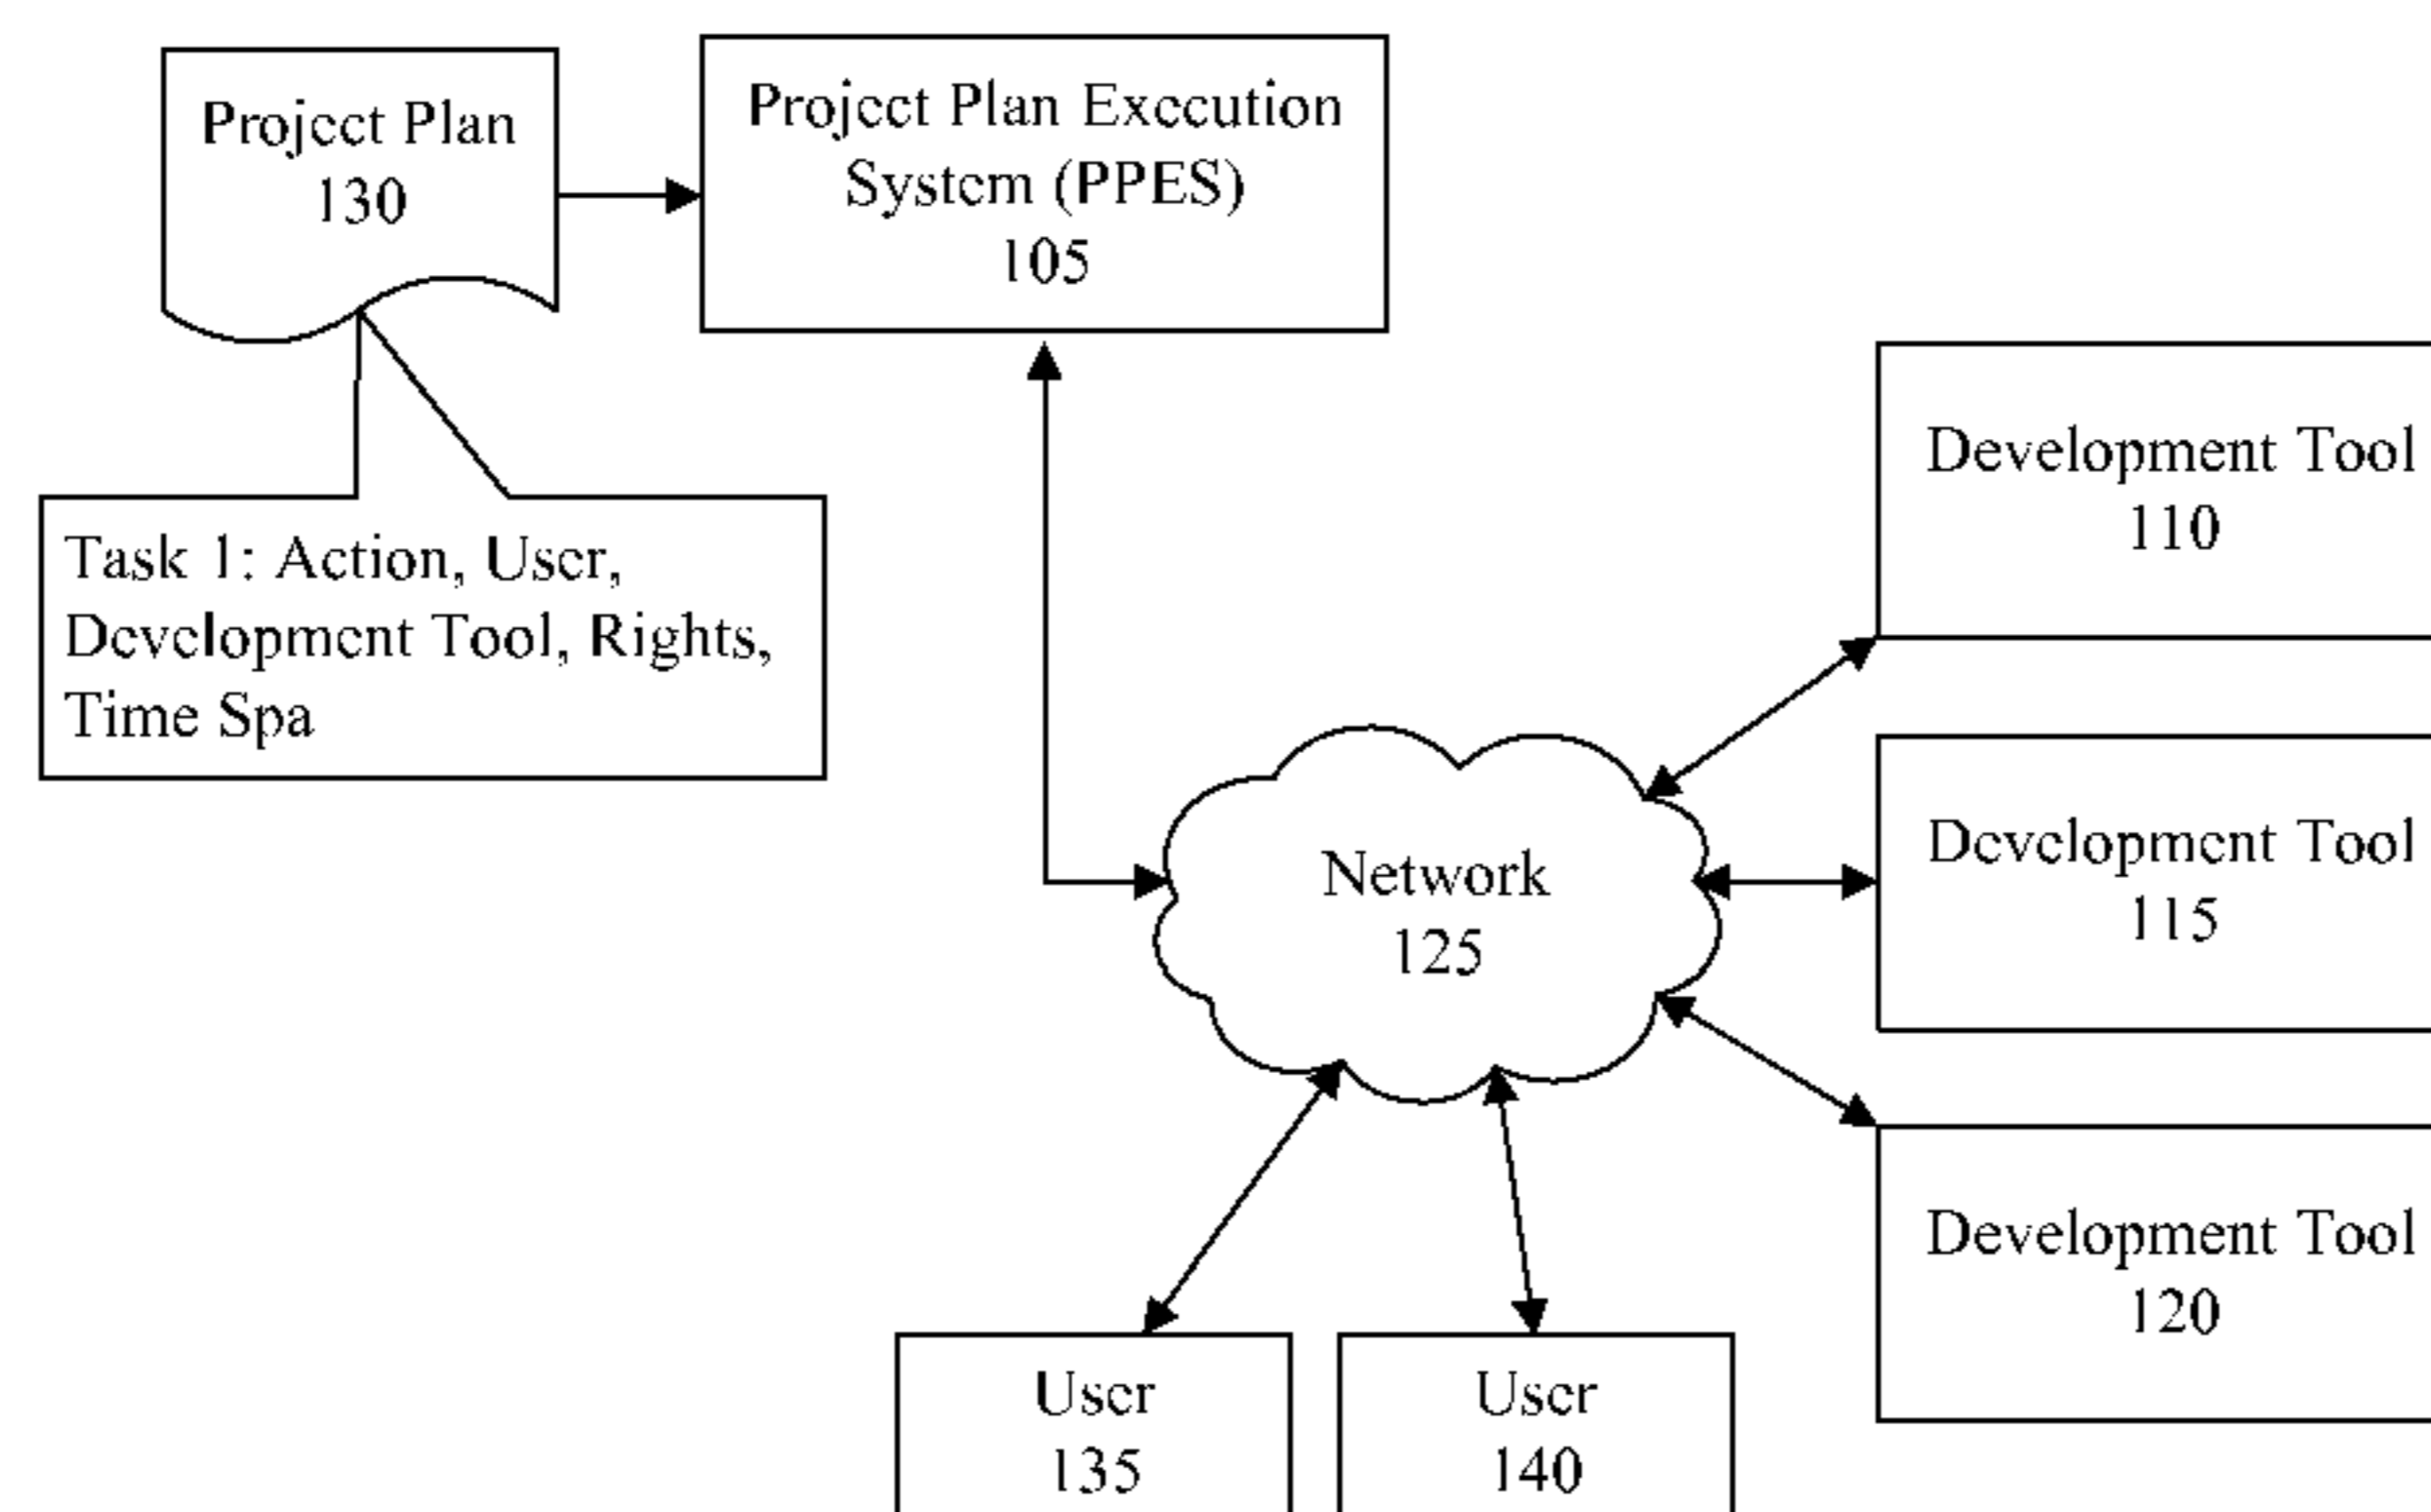 Project Plan
130
Project Plan Execution
System (PPES)
105
Task 1: Action, User,
Development Tool, Rights,
Time Spa
Development Tool
110
Development Tool
115
Network
125
Development Tool
120
User
135
User
140